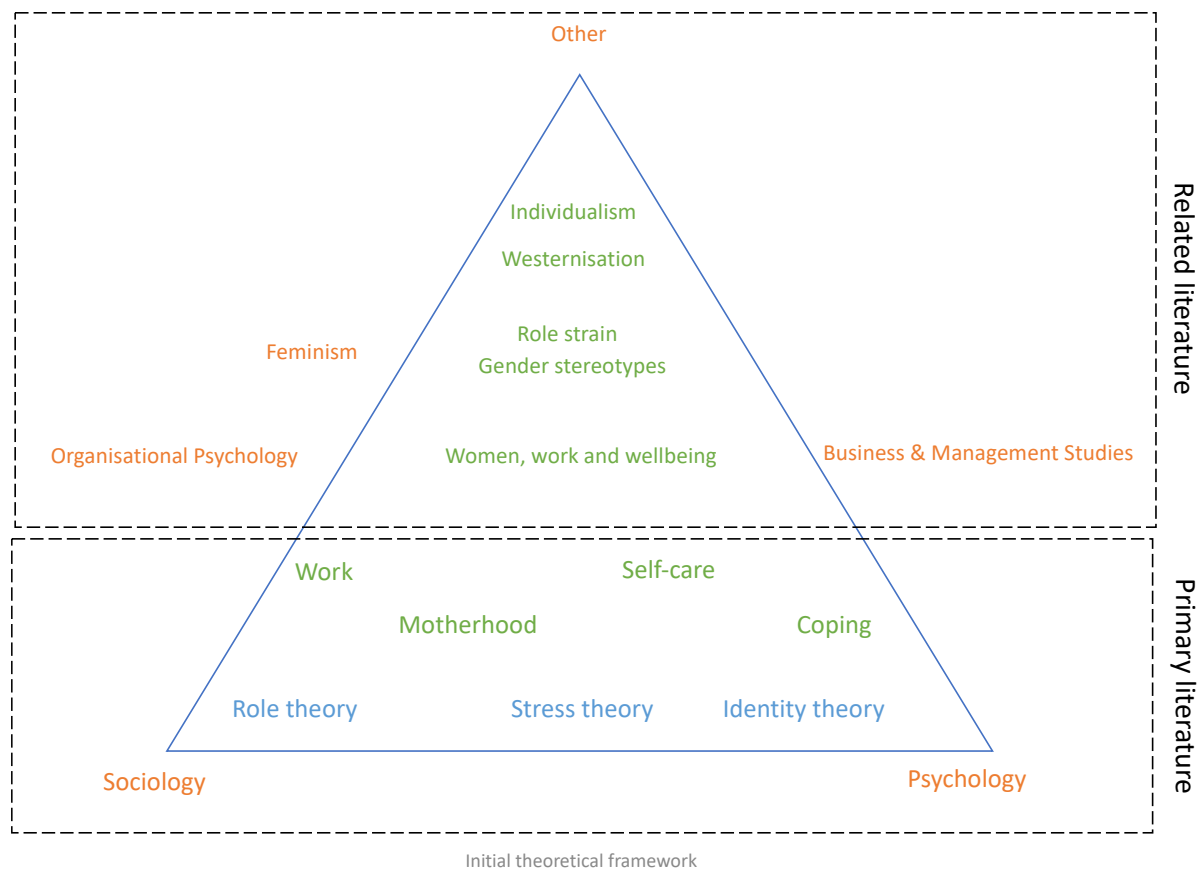 Other
Individualism
Westernisation
Role strain
Feminism
Gender stereotypes
Organisational Psychology
Women, work and wellbeing
Business & Management Studies
Related literature
Work
Self-care
Motherhood
Coping
Role theory
Stress theory
Identity theory
Sociology
Psychology
Primary literature
Initial theoretical framework